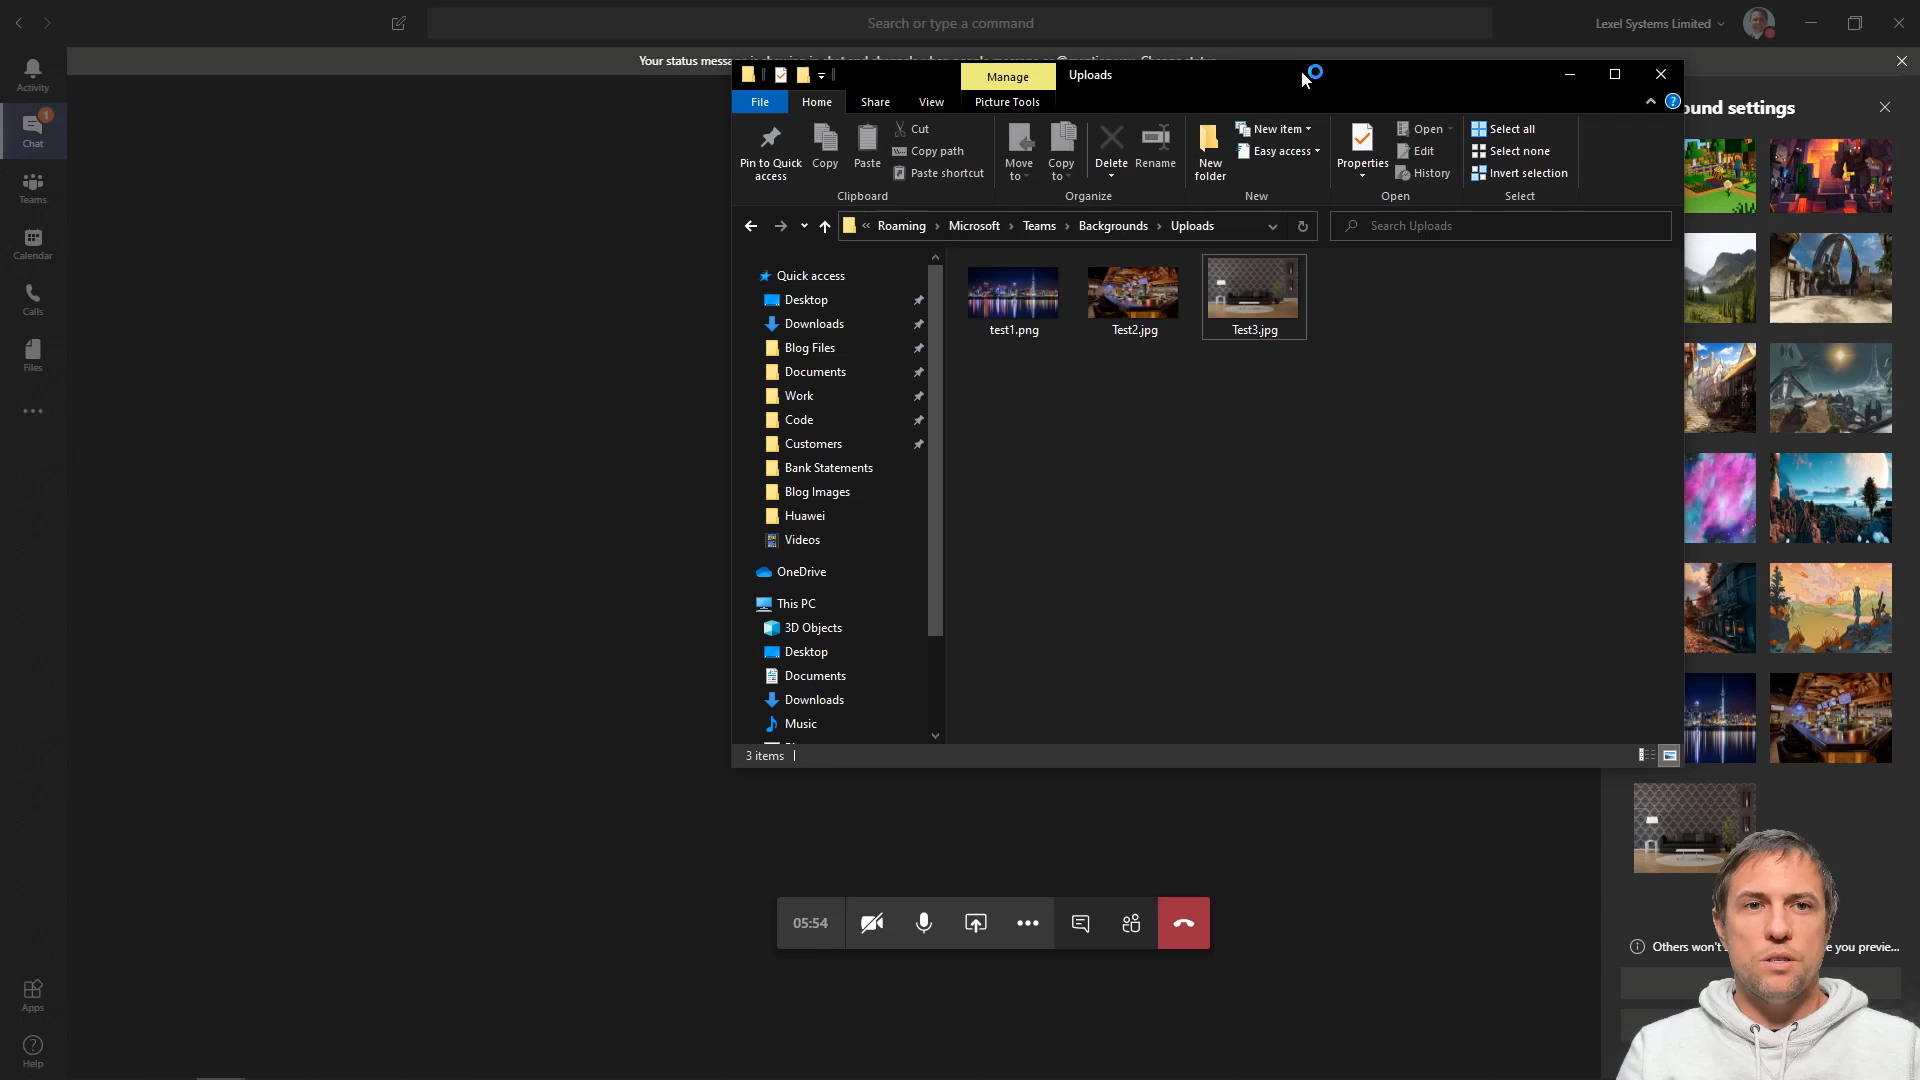 Search or type a command
Lexel Systems Limited
Your status messa
Activity
1
Chat
Teams
Calendar
Calls
Files
Apps
Help
Manage
Uploads
File
Home
Share
View
Picture Tools
Pin to Quick access
Copy
Paste
Cut
Copy path
Paste shortcut
Clipboard
Move to
Copy to
Delete
Rename
Organize
New folder
New item
Easy access
New
Properties
Open
Edit
History
Open
Select all
Select none
Invert selection
Select
« Roaming › Microsoft › Teams › Backgrounds › Uploads
Search Uploads
Quick access
Desktop
Downloads
Blog Files
Documents
Work
Code
Customers
Bank Statements
Blog Images
Huawei
Videos
OneDrive
This PC
3D Objects
Desktop
Documents
Downloads
Music
test1.png
Test2.jpg
Test3.jpg
3 items
ound settings
05:54
Others won't
e you previe...